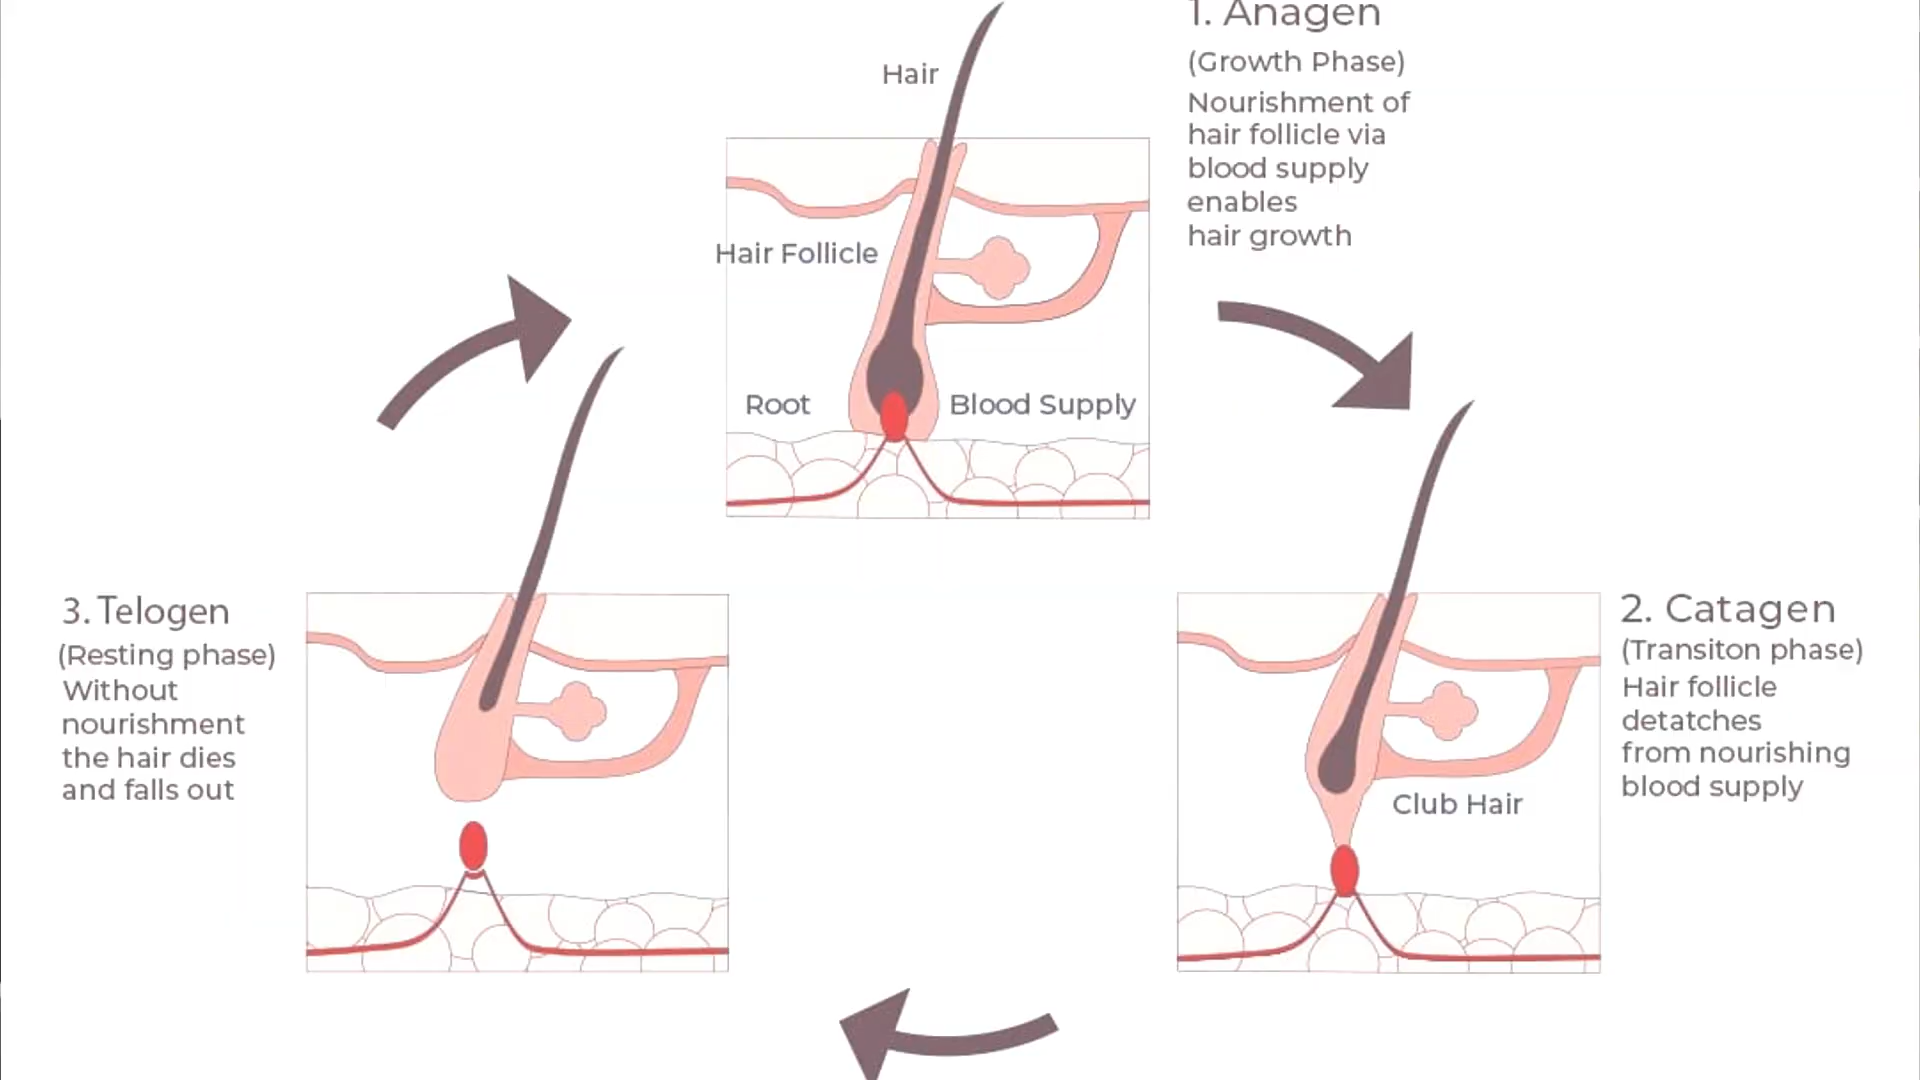 1. Anagen
(Growth Phase)
Nourishment of
hair follicle via
blood supply
enables
hair growth
Hair
Hair Follicle
Root
Blood Supply
2. Catagen
(Transiton phase)
Hair follicle
detatches
from nourishing
blood supply
Club Hair
3. Telogen
(Resting phase)
Without
nourishment
the hair dies
and falls out